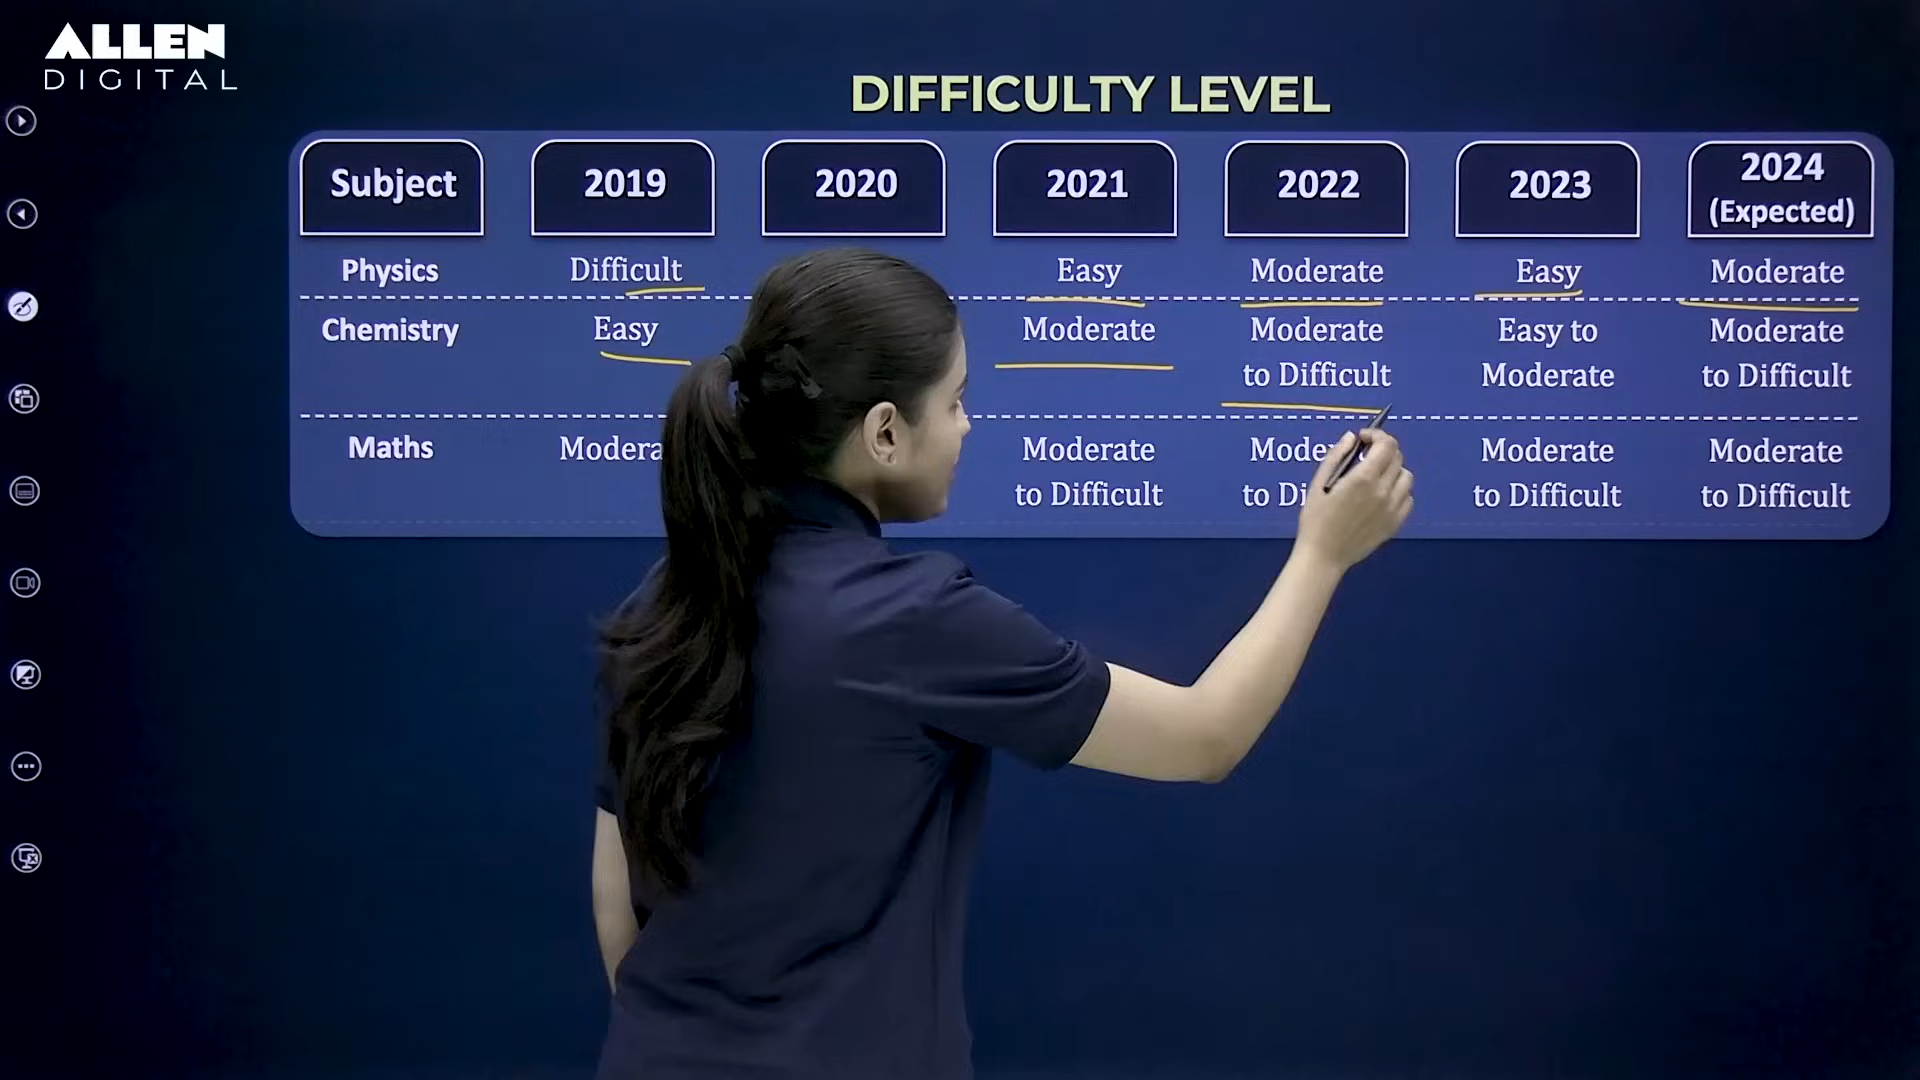 ALLEN
DIGITAL
DIFFICULTY LEVEL
Subject 2019 2020 2021 2022 2023 2024
(Expected)
Physics Difficult Easy Moderate Easy Moderate
Chemistry Easy Moderate Moderate Easy to Moderate
to Difficult Moderate to Difficult
Maths Moderate Moderate Moderate Moderate
to Difficult to Difficult to Difficult